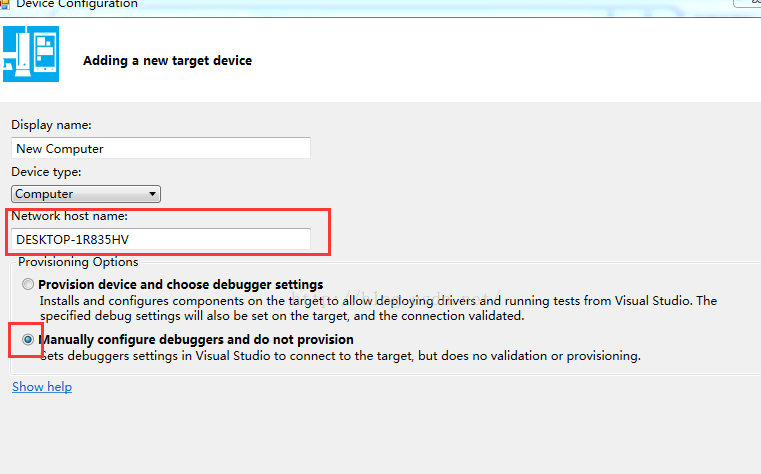 Device Configuration
Adding a new target device
Display name:
New Computer
Device type:
Computer
Network host name:
DESKTOP-1R835HV
Provisioning Options
Provision device and choose debugger settings
Installs and configures components on the target to allow deploying drivers and running tests from Visual Studio. The
specified debug settings will also be set on the target, and the connection validated.
Manually configure debuggers and do not provision
Sets debuggers settings in Visual Studio to connect to the target, but does no validation or provisioning.
Show help